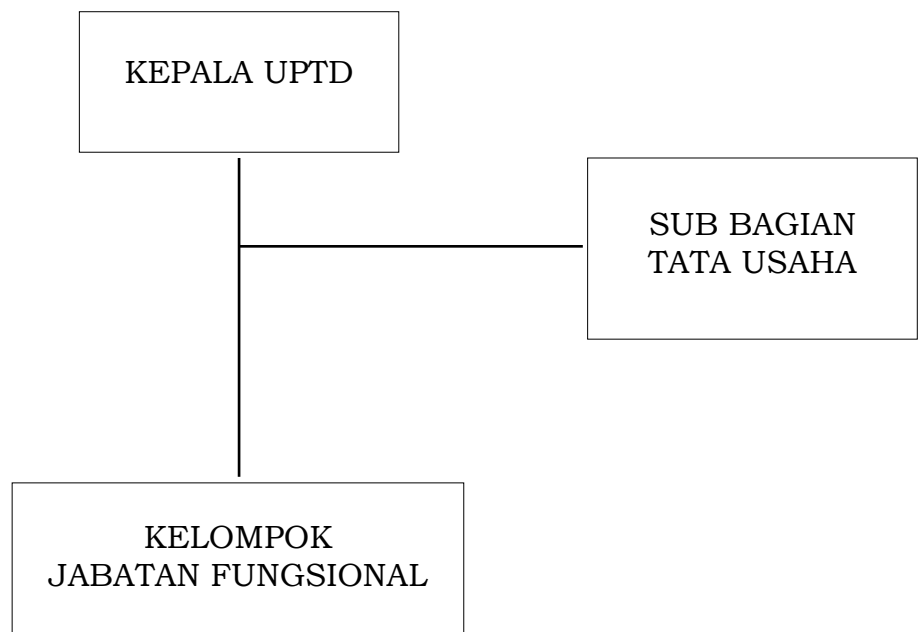 KEPALA UPTD
SUB BAGIAN
TATA USAHA
KELOMPOK
JABATAN FUNGSIONAL